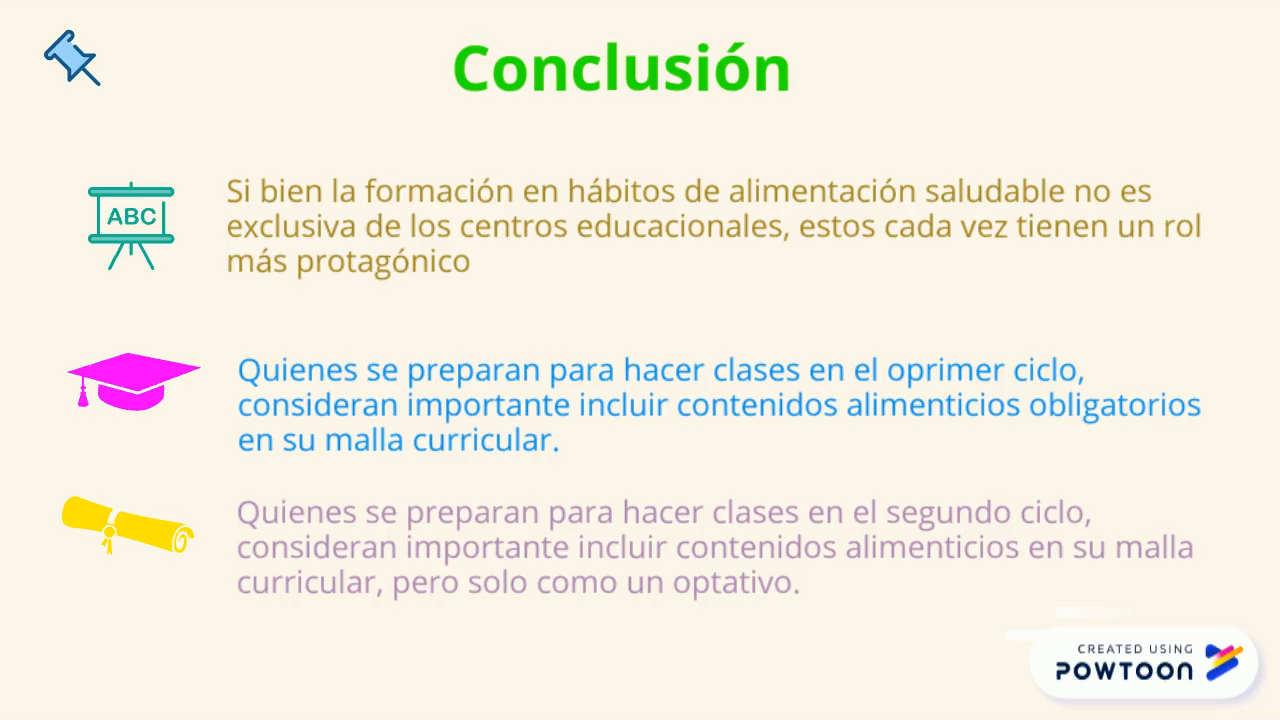 Conclusión
ABC
Si bien la formación en hábitos de alimentación saludable no es
exclusiva de los centros educacionales, estos cada vez tienen un rol
más protagónico
Quienes se preparan para hacer clases en el oprimer ciclo,
consideran importante incluir contenidos alimenticios obligatorios
en su malla curricular.
Quienes se preparan para hacer clases en el segundo ciclo,
consideran importante incluir contenidos alimenticios en su malla
curricular, pero solo como un optativo.
CREATED USING
POWTOON